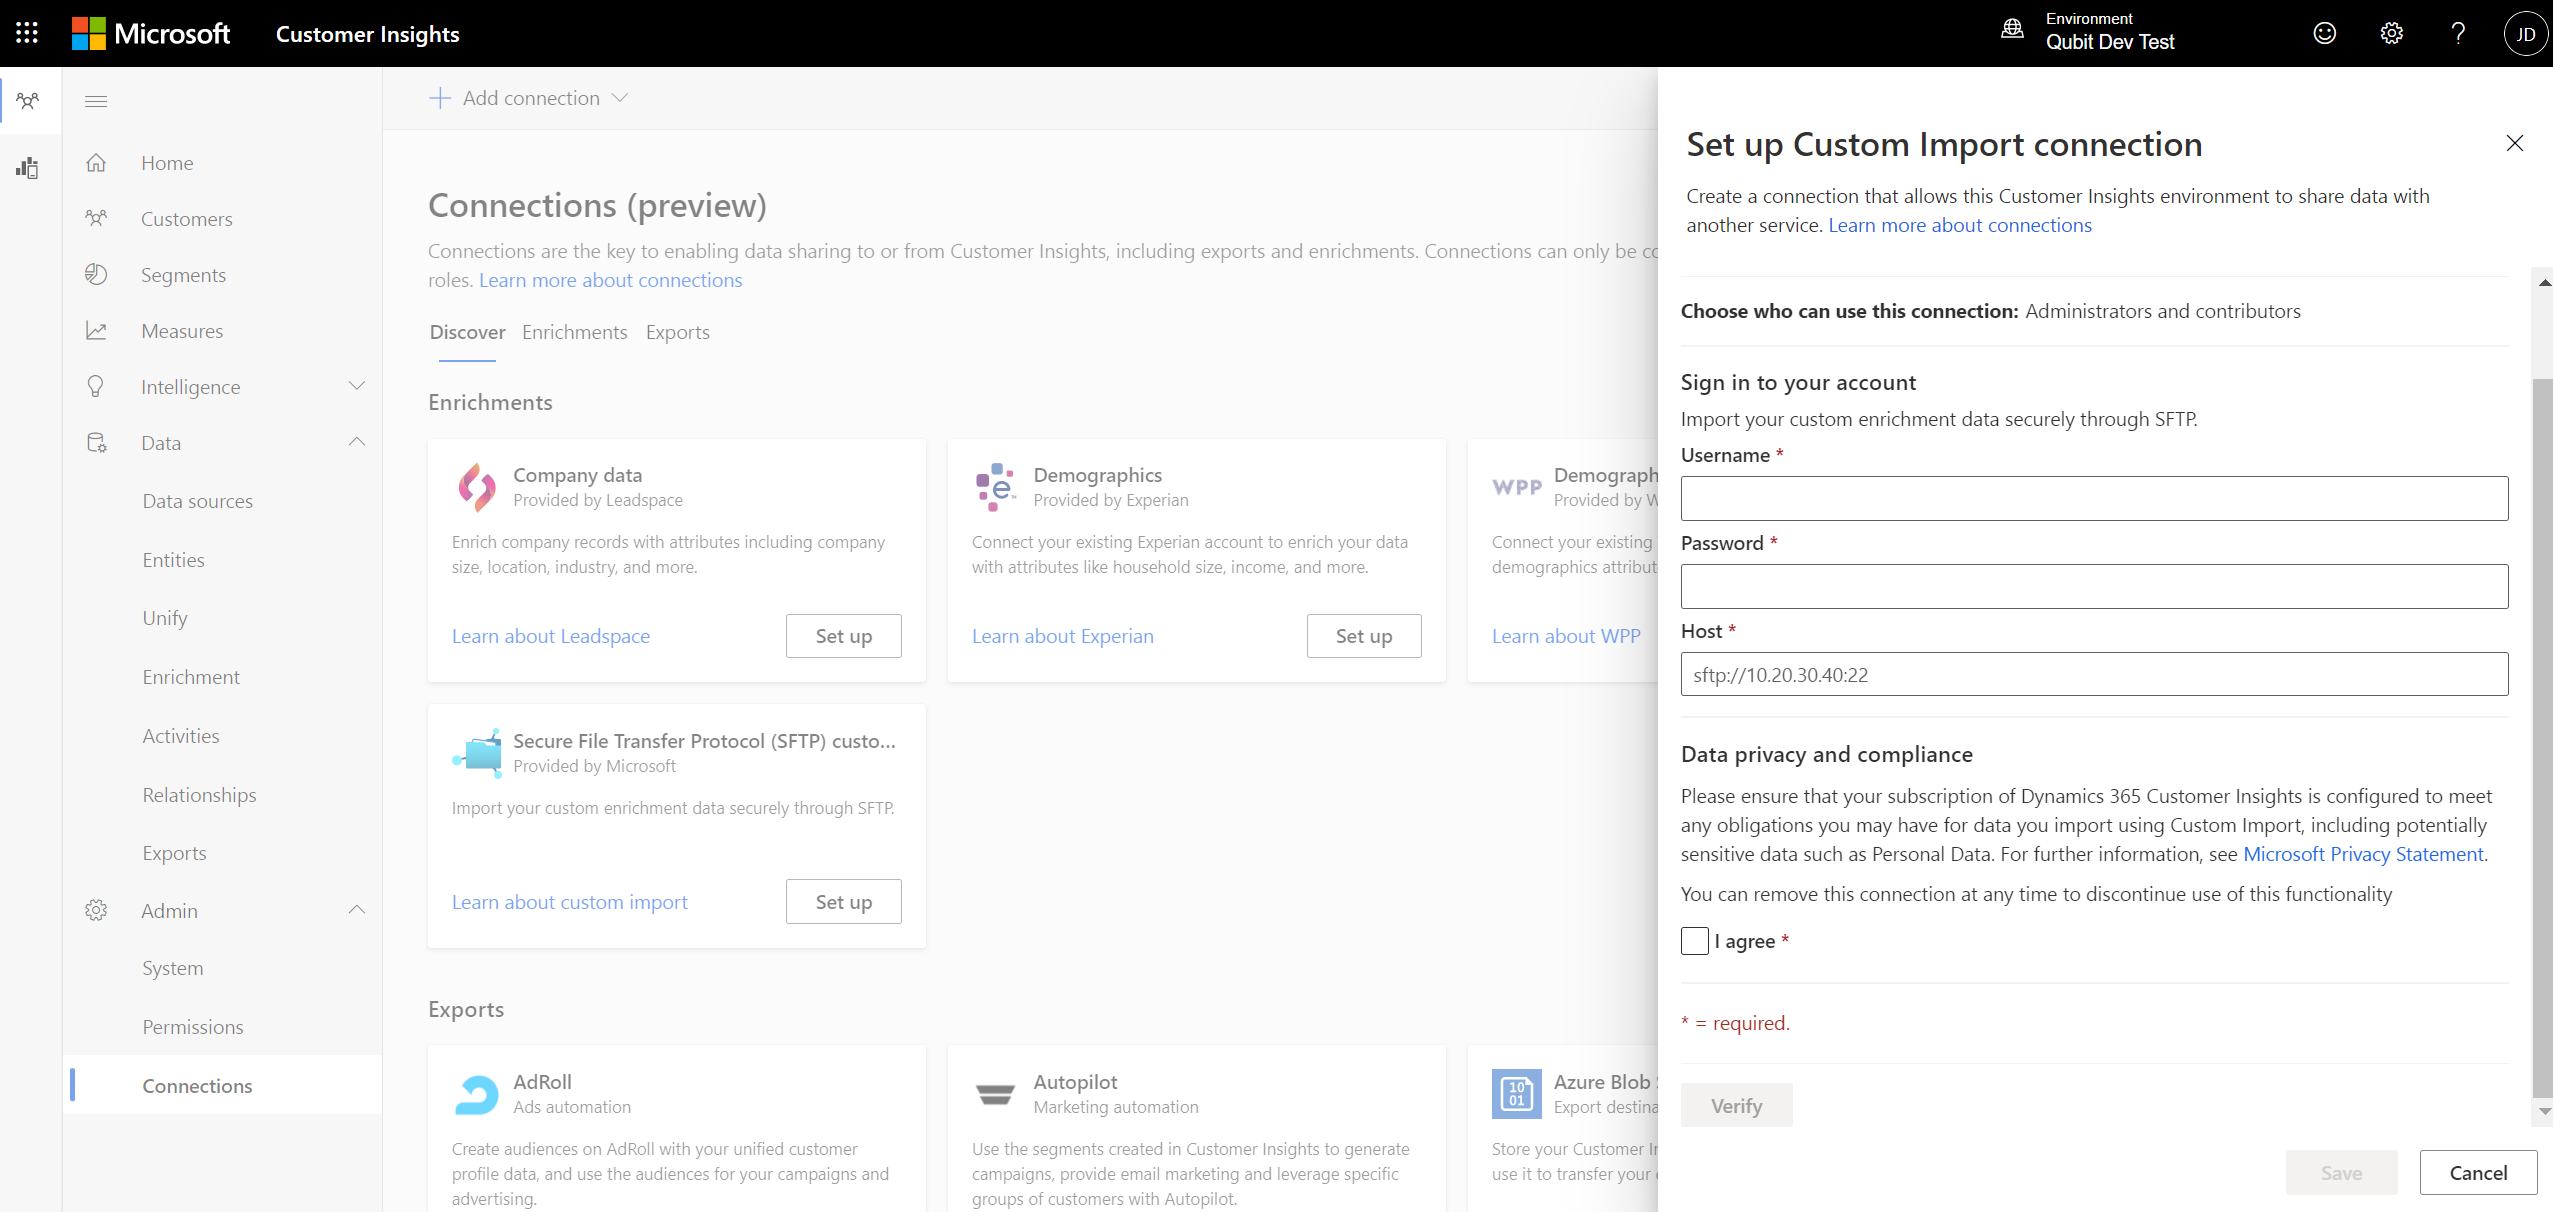 Microsoft
Customer Insights
Environment
Qubit Dev Test
?
JD
Home
Customers
Segments
Measures
Intelligence
Data
Data sources
Entities
Unify
Enrichment
Activities
Relationships
Exports
Admin
System
Permissions
Connections
Add connection
Connections (preview)
Connections are the key to enabling data sharing to or from Customer Insights, including exports and enrichments. Connections can only be
roles. Learn more about connections
Discover Enrichments Exports
Enrichments
Company data
Provided by Leadspace
Enrich company records with attributes including company
size, location, industry, and more.
Learn about Leadspace
Set up
Demographics
Provided by Experian
Connect your existing Experian account to enrich your data
with attributes like household size, income, and more.
Learn about Experian
Set up
WPP
Demograph
Provided by W
Connect your existing
demographics attribut
Learn about WPP
Secure File Transfer Protocol (SFTP) custo...
Provided by Microsoft
Import your custom enrichment data securely through SFTP.
Learn about custom import
Set up
Exports
AdRoll
Ads automation
Create audiences on AdRoll with your unified customer
profile data, and use the audiences for your campaigns and
advertising.
Autopilot
Marketing automation
Use the segments created in Customer Insights to generate
campaigns, provide email marketing and leverage specific
groups of customers with Autopilot.
10
01
Azure Blob
Export destina
Store your Customer I
use it to transfer your
Set up Custom Import connection
Create a connection that allows this Customer Insights environment to share data with
another service. Learn more about connections
Choose who can use this connection: Administrators and contributors
Sign in to your account
Import your custom enrichment data securely through SFTP.
Username *
Password *
Host *
sftp://10.20.30.40:22
Data privacy and compliance
Please ensure that your subscription of Dynamics 365 Customer Insights is configured to meet
any obligations you may have for data you import using Custom Import, including potentially
sensitive data such as Personal Data. For further information, see Microsoft Privacy Statement.
You can remove this connection at any time to discontinue use of this functionality
I agree *
* = required.
Verify
Save
Cancel